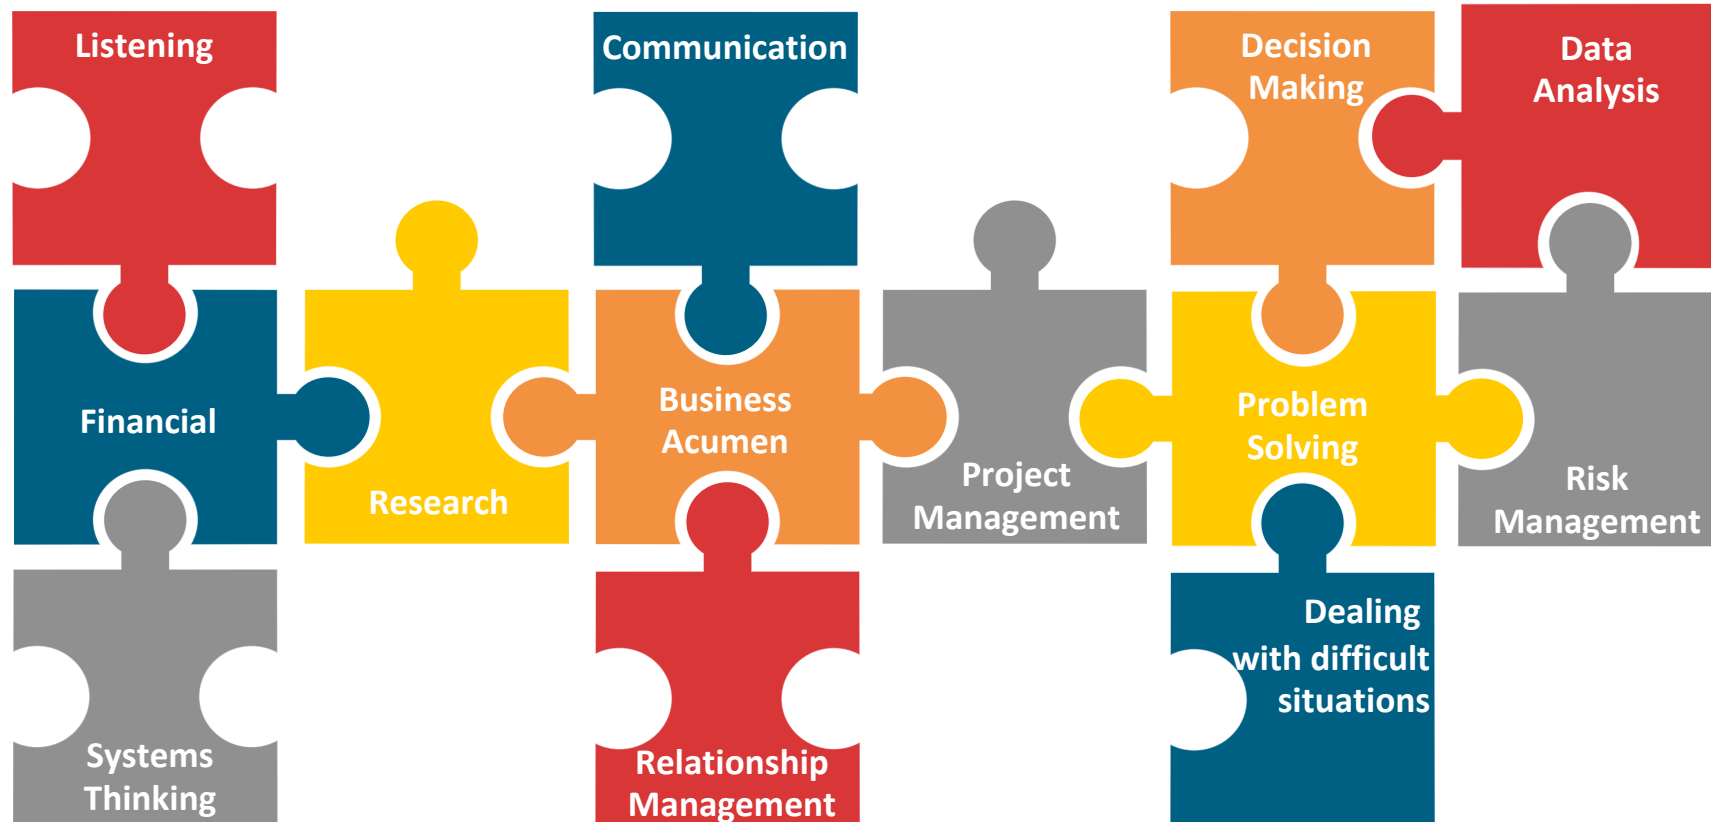 Listening
Communication
Decision
Making
Data
Analysis
Financial
Research
Business
Acumen
Project
Management
Problem
Solving
Risk
Management
Systems
Thinking
Relationship
Management
Dealing
with difficult
situations